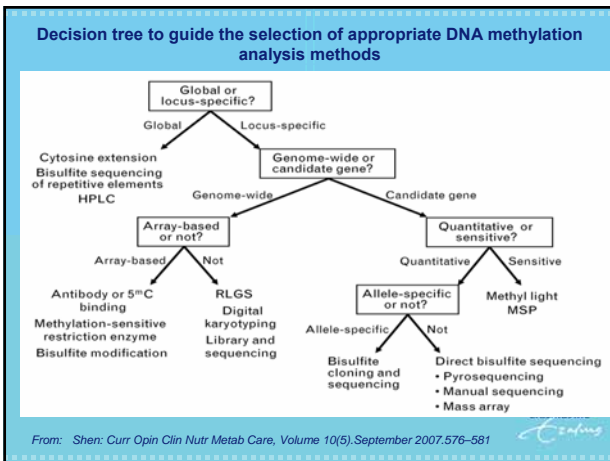 Decision tree to guide the selection of appropriate DNA methylation
analysis methods
Global or
locus-specific?
Global
Locus-specific
Cytosine extension
Bisulfite sequencing
of repetitive elements
HPLC
Genome-wide or
candidate gene?
Genome-wide
Candidate gene
Array-based
or not?
Quantitative or
sensitive?
Array-based
Not
Quantitative
Sensitive
Antibody or 5mC
binding
Methylation-sensitive
restriction enzyme
Bisulfite modification
RLGS
Digital
karyotyping
Library and
sequencing
Allele-specific
or not?
Methyl light
MSP
Allele-specific
Not
Bisulfite
cloning and
sequencing
Direct bisulfite sequencing
• Pyrosequencing
• Manual sequencing
• Mass array
From: Shen: Curr Opin Clin Nutr Metab Care, Volume 10(5).September 2007.576–581